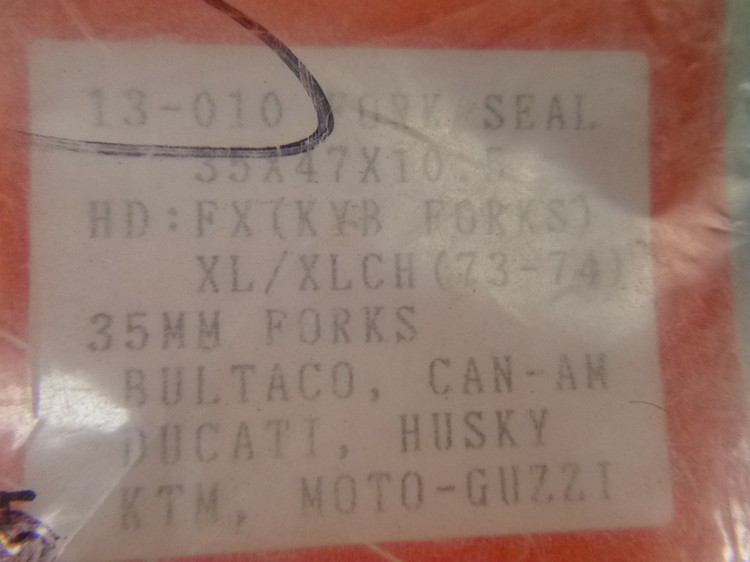 13-010 FORK SEAL
35X47X10.5
HD:FX(KYB FORKS)
XL/XLCH(73-74)
35MM FORKS
BULTACO, CAN-AM
DUCATI, HUSKY
KTM, MOTO-GUZZI